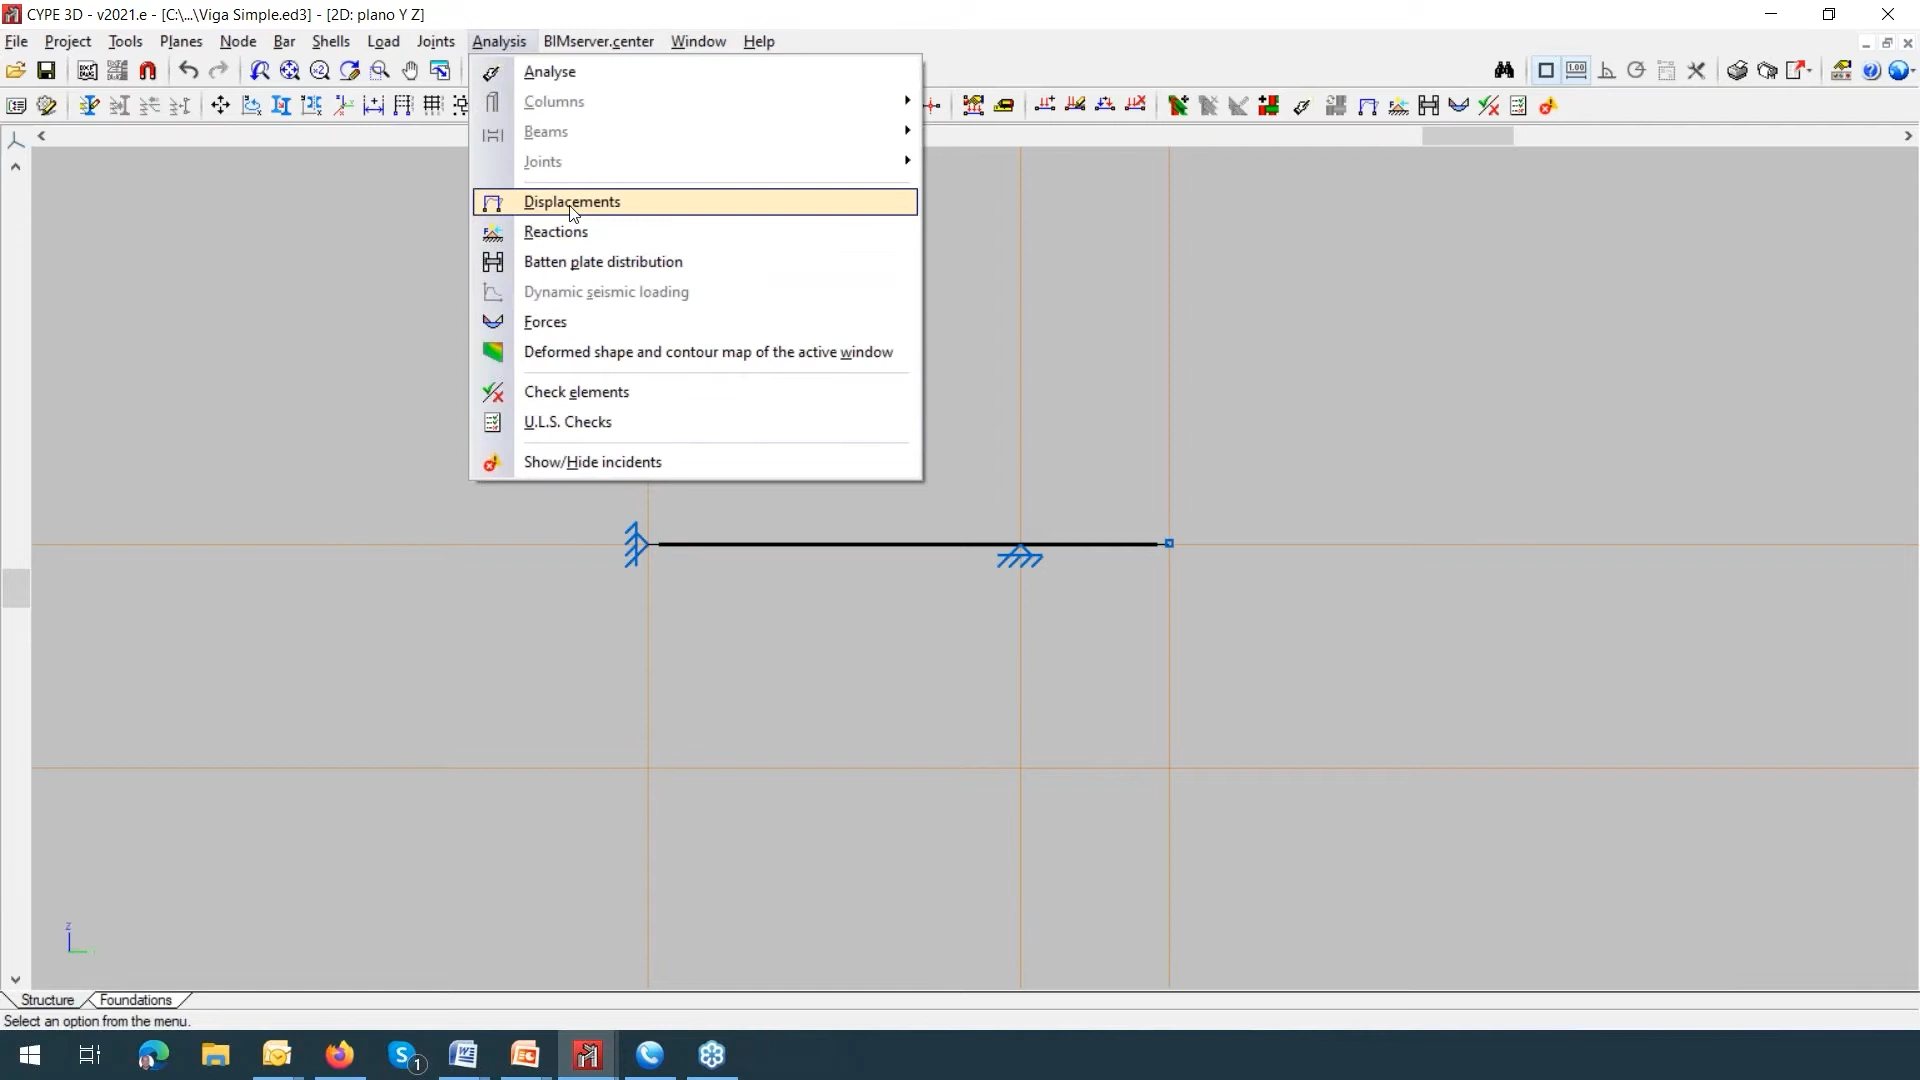 CYPE 3D - v2021.e - [C:\...\Viga Simple.ed3] - [2D: plano Y Z]
File Project Tools Planes Node Bar Shells Load Joints Analysis BIMserver.center Window Help
Analyse
Columns
Beams
Joints
Displacements
Reactions
Batten plate distribution
Dynamic seismic loading
Forces
Deformed shape and contour map of the active window
Check elements
U.L.S. Checks
Show/Hide incidents
z
Structure Foundations
Select an option from the menu.
1